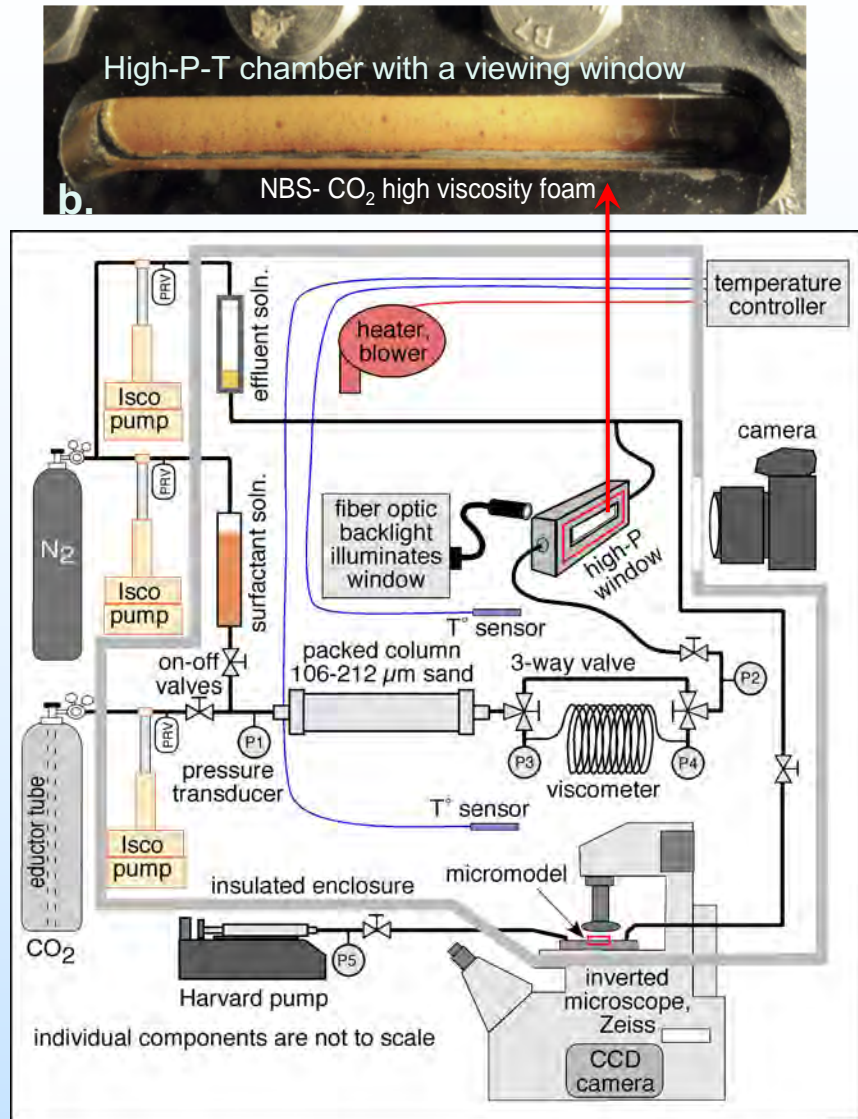 High-P-T chamber with a viewing window
b.
NBS- CO2 high viscosity foam
PRV
Isco
pump
effluent soln.
heater,
blower
temperature
controller
camera
N2
PRV
Isco
pump
surfactant soln.
fiber optic
backlight
illuminates
window
high-P
window
T° sensor
on-off
valves
packed column
106-212 µm sand
3-way valve
P2
PRV
P1
pressure
transducer
P3
P4
viscometer
T° sensor
eductor tube
CO2
Isco
pump
insulated enclosure
micromodel
P5
Harvard pump
inverted
microscope,
Zeiss
CCD
camera
individual components are not to scale